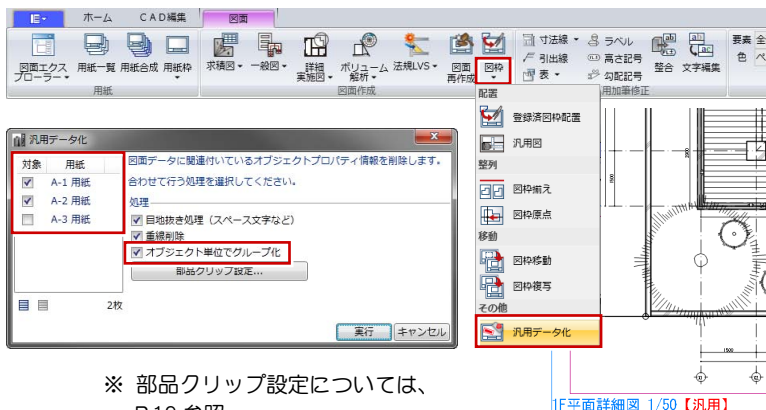 ホーム CAD編集 図面
図面エクス
プローラー
用紙一覧
用紙合成
用紙枠
用紙
求積図
一般図
詳細
実施図
ボリューム
解析
法規LVS
図面
再作成
図枠
図面作成
寸法線
引出線
表
ラベル
高さ記号
勾配記号
整合
文字編集
用加筆修正
要素 全
色
配置
登録済図枠配置
汎用図
整列
図枠揃え
図枠原点
移動
図枠移動
図枠複写
その他
汎用データ化
汎用データ化
対象 用紙
A-1 用紙
A-2 用紙
A-3 用紙
2枚
図面データに関連付いているオブジェクトプロパティ情報を削除します。
合わせて行う処理を選択してください。
処理
目地抜き処理（スペース文字など）
重線削除
オブジェクト単位でグループ化
部品クリップ設定...
実行 キャンセル
※ 部品クリップ設定については、
1F平面詳細図 1/50【汎用】